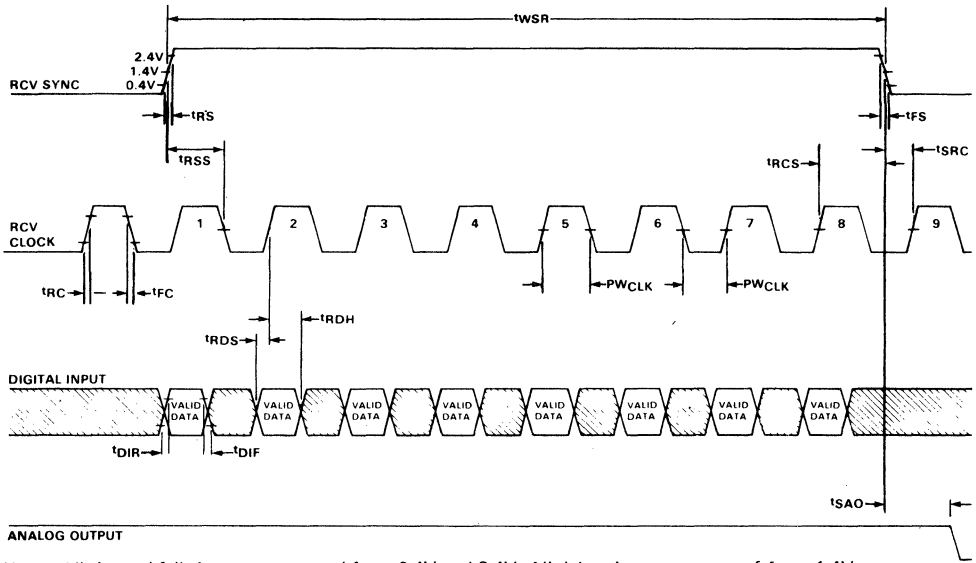 tWSR
2.4V
1.4V
0.4V
RCV SYNC
tRS
tFS
tRSS
tRCS
tSRC
RCV
CLOCK
1 2 3 4 5 6 7 8 9
tRC
tFC
PWCLK
PWCLK
tRDH
tRDS
DIGITAL INPUT
VALID DATA
VALID DATA
VALID DATA
VALID DATA
VALID DATA
VALID DATA
VALID DATA
VALID DATA
tDIR
tDIF
tSAO
ANALOG OUTPUT